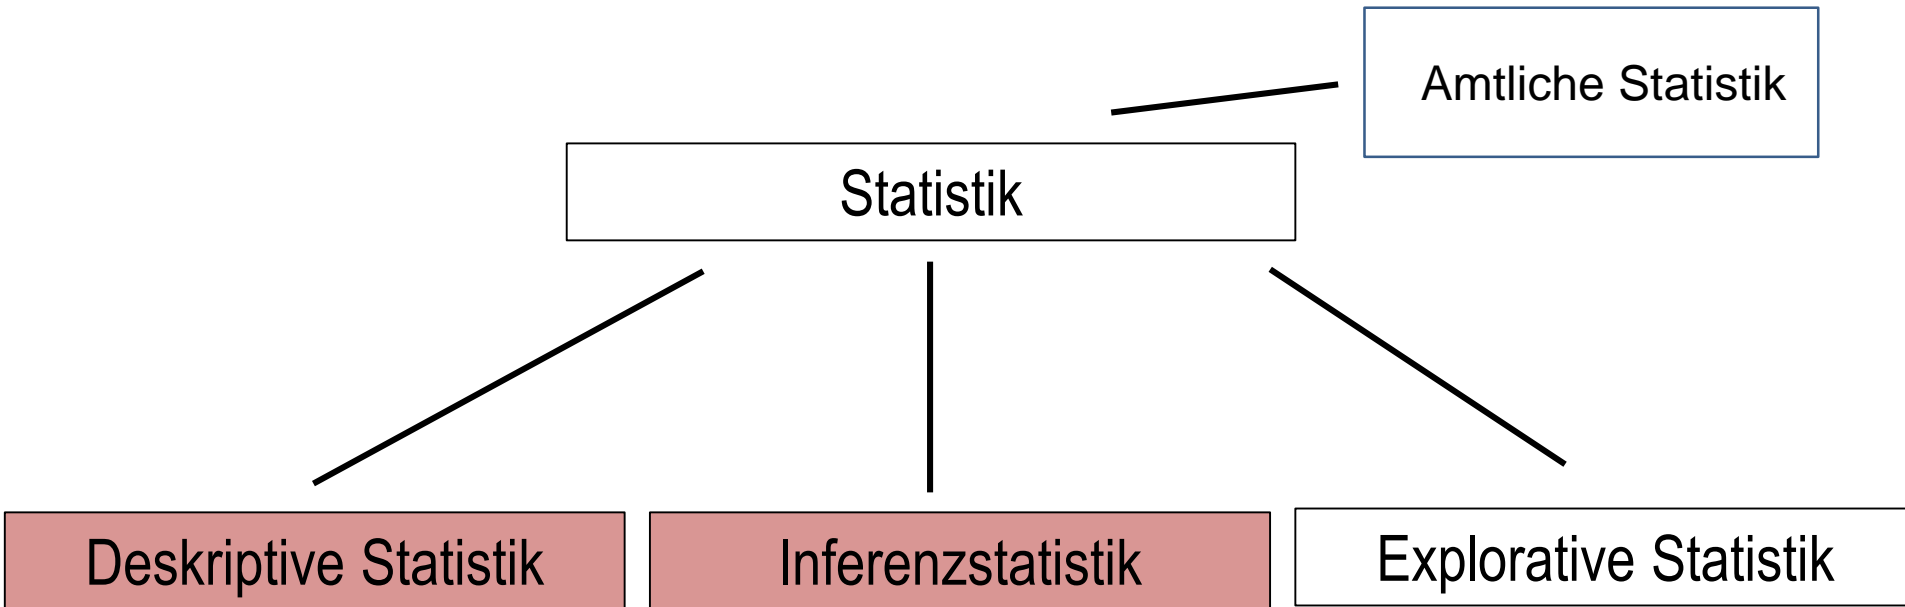 Amtliche Statistik
Statistik
Deskriptive Statistik
Inferenzstatistik
Explorative Statistik